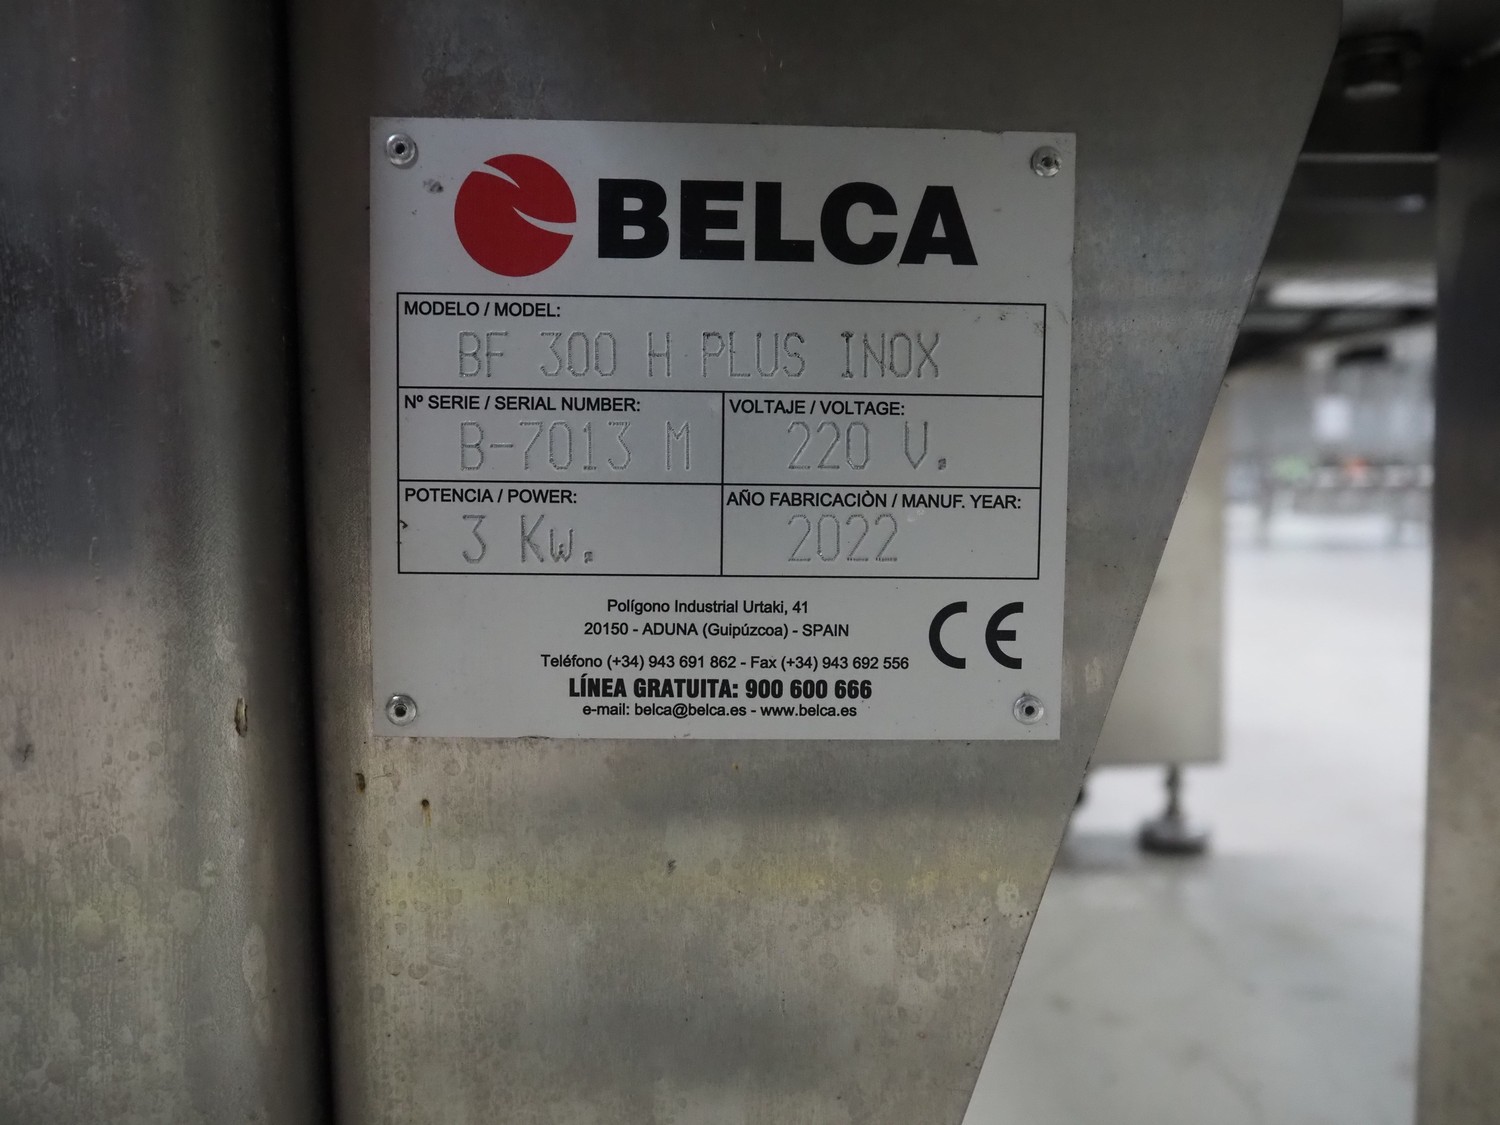 BELCA
MODELO / MODEL:
BF 300 H PLUS INOX
Nº SERIE / SERIAL NUMBER:
B-7013 M
VOLTAJE / VOLTAGE:
220 V.
POTENCIA / POWER:
3 Kw.
AÑO FABRICACIÒN / MANUF. YEAR:
2022
Polígono Industrial Urtaki, 41
20150 - ADUNA (Guipúzcoa) - SPAIN
Teléfono (+34) 943 691 862 - Fax (+34) 943 692 556
LÍNEA GRATUITA: 900 600 666
e-mail: belca@belca.es - www.belca.es
CE